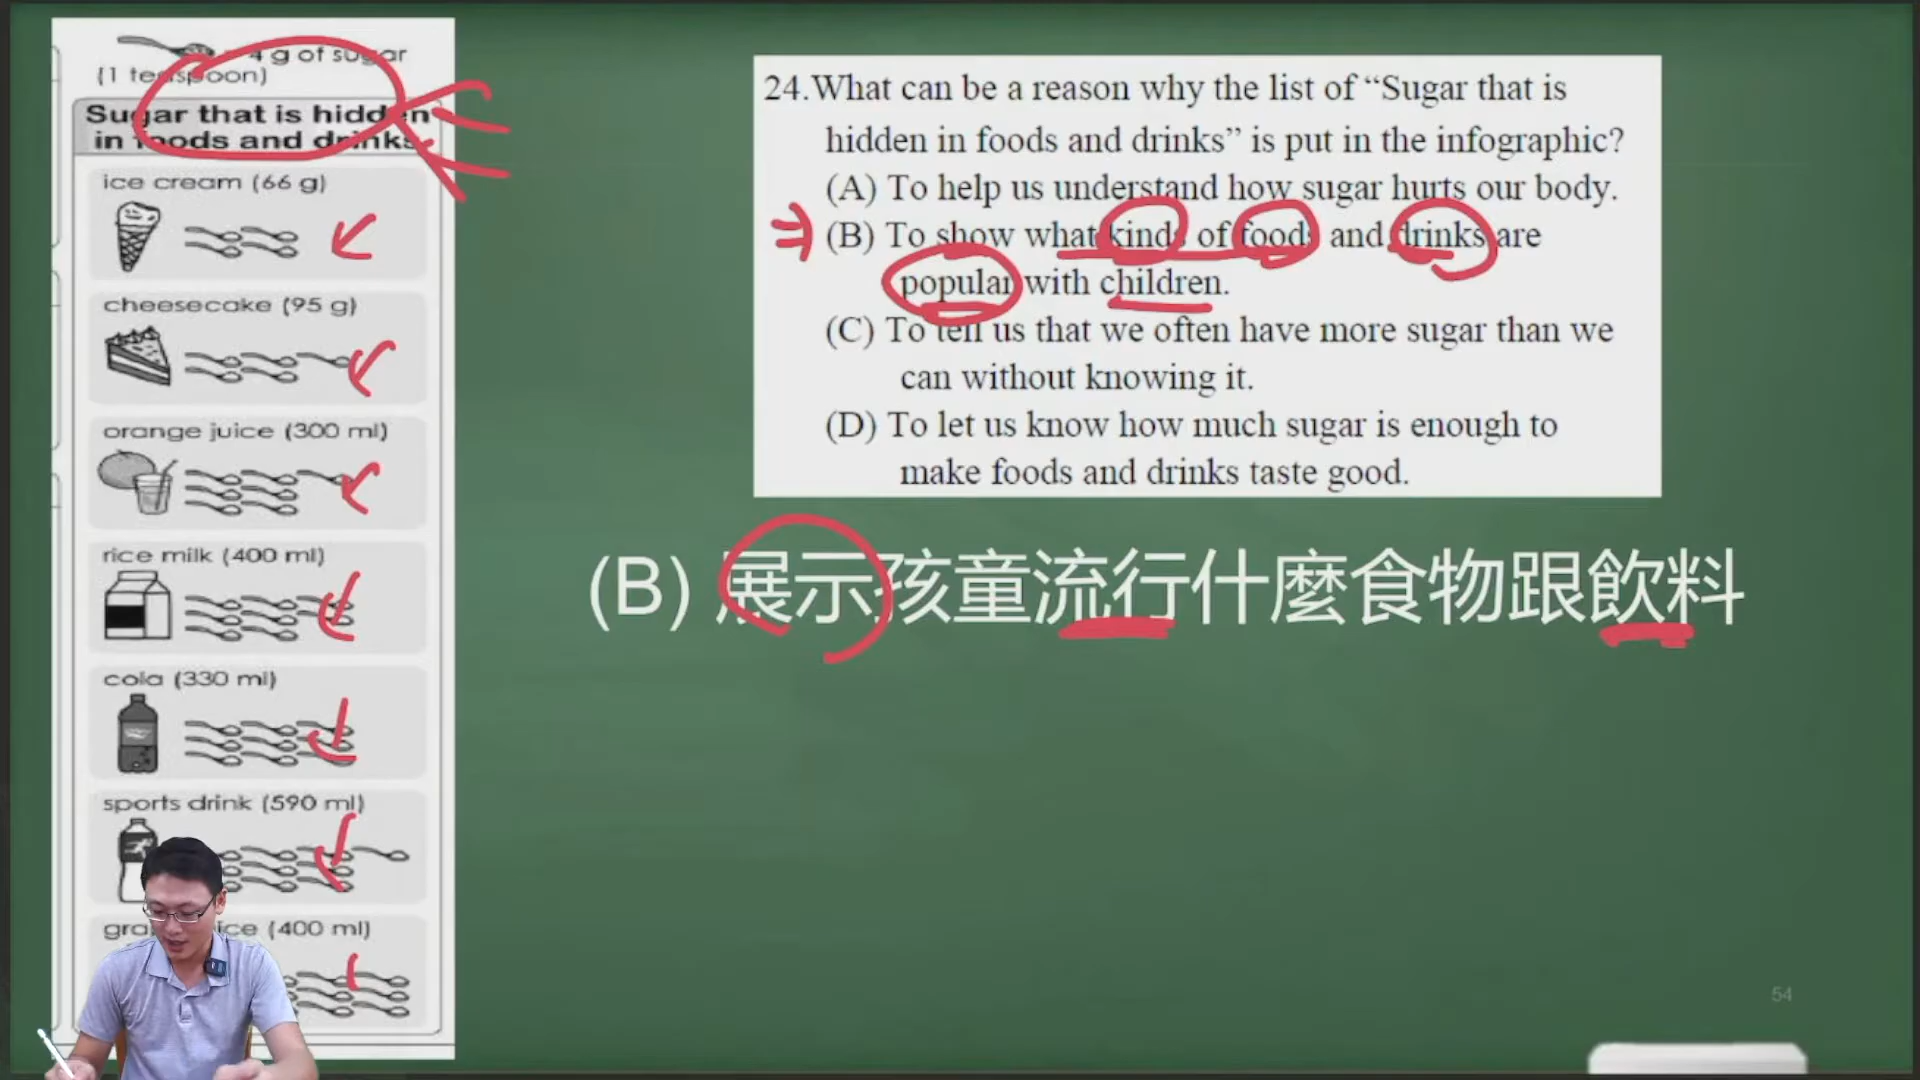 = 4 g of sugar
(1 teaspoon)
Sugar that is hidden
in foods and drinks
ice cream (66 g)
cheesecake (95 g)
orange juice (300 ml)
rice milk (400 ml)
cola (330 ml)
sports drink (590 ml)
(400 ml)
24.What can be a reason why the list of “Sugar that is
hidden in foods and drinks” is put in the infographic?
(A) To help us understand how sugar hurts our body.
(B) To show what kinds of foods and drinks are
popular with children.
(C) To tell us that we often have more sugar than we
can without knowing it.
(D) To let us know how much sugar is enough to
make foods and drinks taste good.
(B) 展示孩童流行什麼食物跟飲料
54